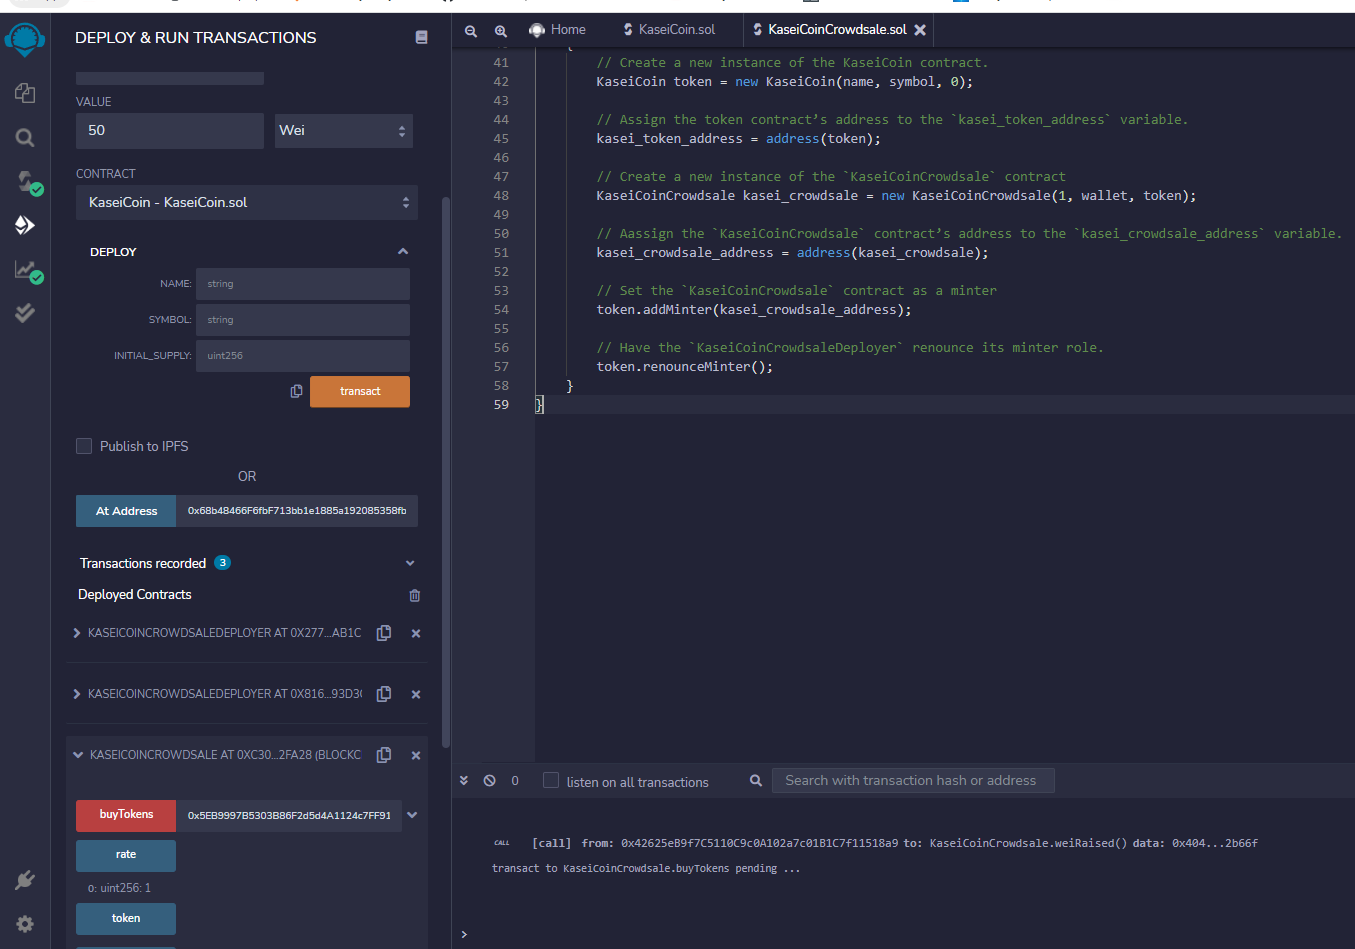 DEPLOY & RUN TRANSACTIONS
VALUE
50
Wei
CONTRACT
KaseiCoin - KaseiCoin.sol
DEPLOY
NAME: string
SYMBOL: string
INITIAL_SUPPLY: uint256
transact
Publish to IPFS
OR
At Address 0x68b48466F6fbF713bb1e1885a192085358fb
Transactions recorded 3
Deployed Contracts
KASEICOINCROWDSALEDEPLOYER AT 0X277...AB1C
KASEICOINCROWDSALEDEPLOYER AT 0X816...93D3
KASEICOINCROWDSALE AT 0XC30...2FA28 (BLOCKC
buyTokens 0x5EB9997B5303B86F2d5d4A1124c7FF91
rate
0: uint256: 1
token
Home
KaseiCoin.sol
KaseiCoinCrowdsale.sol
41 // Create a new instance of the KaseiCoin contract.
42 KaseiCoin token = new KaseiCoin(name, symbol, 0);
43
44 // Assign the token contract’s address to the `kasei_token_address` variable.
45 kasei_token_address = address(token);
46
47 // Create a new instance of the `KaseiCoinCrowdsale` contract
48 KaseiCoinCrowdsale kasei_crowdsale = new KaseiCoinCrowdsale(1, wallet, token);
49
50 // Aassign the `KaseiCoinCrowdsale` contract’s address to the `kasei_crowdsale_address` variable.
51 kasei_crowdsale_address = address(kasei_crowdsale);
52
53 // Set the `KaseiCoinCrowdsale` contract as a minter
54 token.addMinter(kasei_crowdsale_address);
55
56 // Have the `KaseiCoinCrowdsaleDeployer` renounce its minter role.
57 token.renounceMinter();
58 }
59 }
0
listen on all transactions
Search with transaction hash or address
CALL [call] from: 0x42625eB9f7C5110C9c0A102a7c01B1C7f11518a9 to: KaseiCoinCrowdsale.weiRaised() data: 0x404...2b66f
transact to KaseiCoinCrowdsale.buyTokens pending ...
>